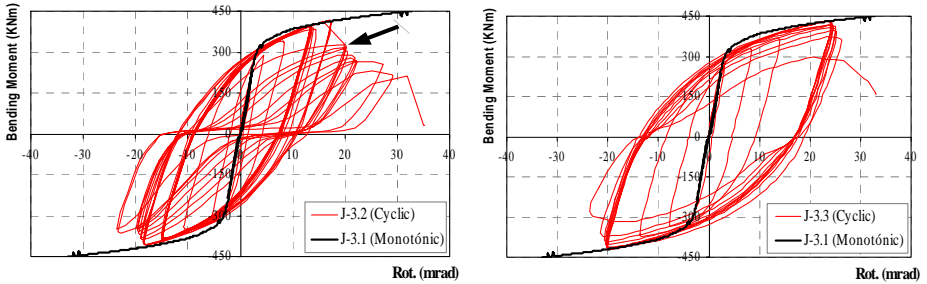 Bending Moment (KNm)
450
300
150
0
-40 -30 -20 -10 0 10 20 30 40
-150
-300
-450
J-3.2 (Cyclic)
J-3.1 (Monotónic)
Rot. (mrad)
Bending Moment (KNm)
450
300
150
0
-40 -30 -20 -10 0 10 20 30 40
-150
-300
-450
J-3.3 (Cyclic)
J-3.1 (Monotónic)
Rot. (mrad)